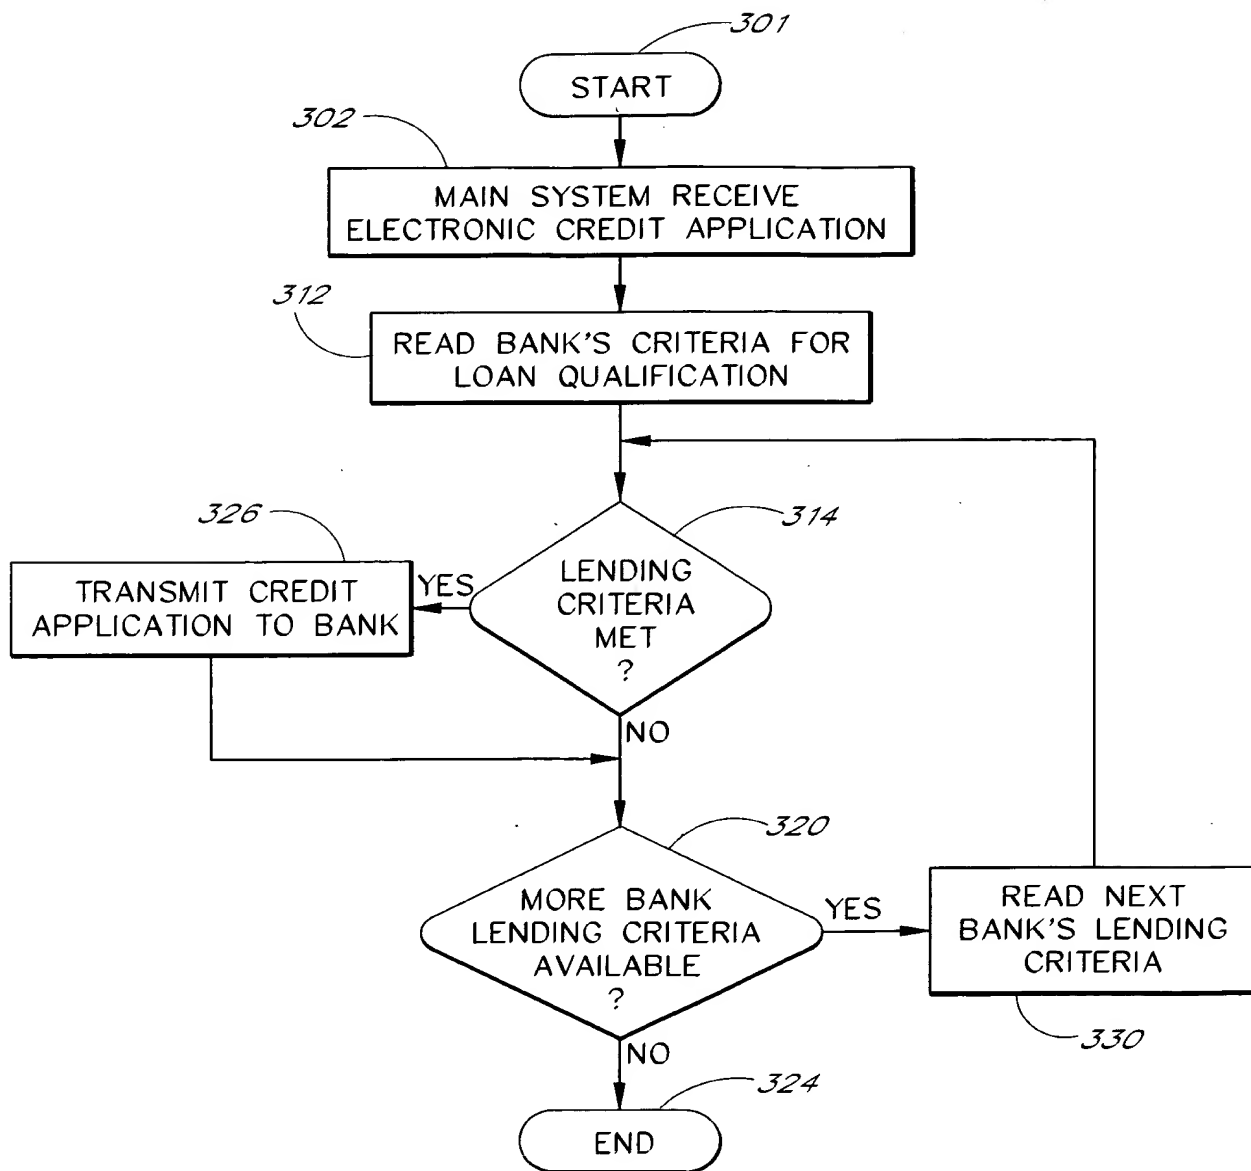 301
START
302
MAIN SYSTEM RECEIVE
ELECTRONIC CREDIT APPLICATION
312
READ BANK'S CRITERIA FOR
LOAN QUALIFICATION
314
LENDING
CRITERIA
MET
?
326
YES
TRANSMIT CREDIT
APPLICATION TO BANK
NO
320
MORE BANK
LENDING CRITERIA
AVAILABLE
?
YES
READ NEXT
BANK'S LENDING
CRITERIA
330
NO
324
END